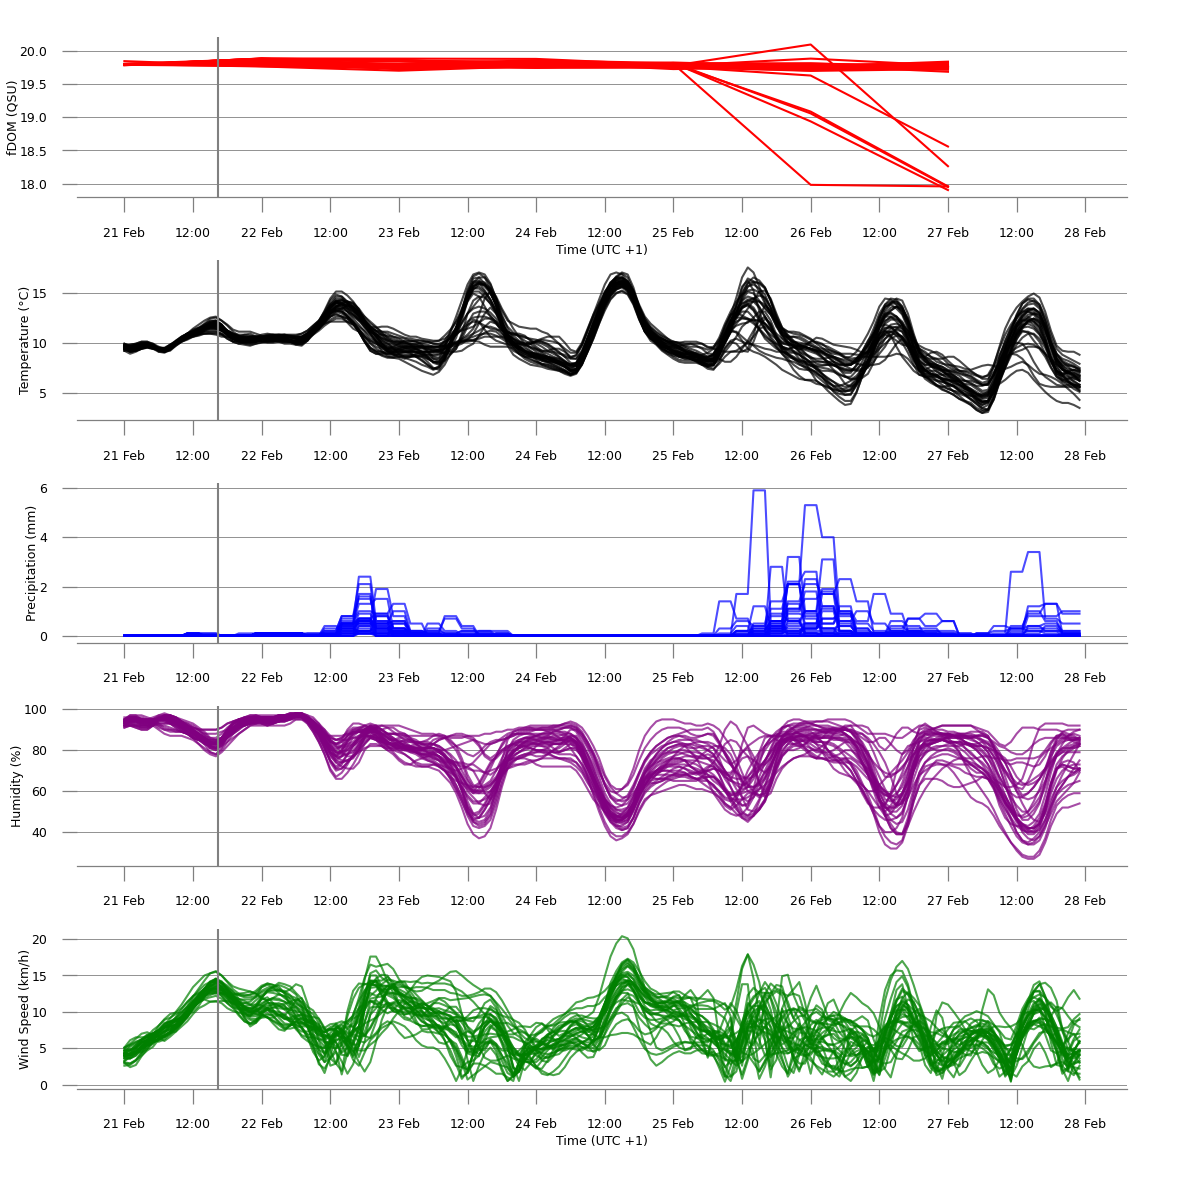 fDOM (QSU)
20.0
19.5
19.0
18.5
18.0
21 Feb 12:00 22 Feb 12:00 23 Feb 12:00 24 Feb 12:00 25 Feb 12:00 26 Feb 12:00 27 Feb 12:00 28 Feb
Time (UTC +1)
Temperature (°C)
15
10
5
21 Feb 12:00 22 Feb 12:00 23 Feb 12:00 24 Feb 12:00 25 Feb 12:00 26 Feb 12:00 27 Feb 12:00 28 Feb
Precipitation (mm)
6
4
2
0
21 Feb 12:00 22 Feb 12:00 23 Feb 12:00 24 Feb 12:00 25 Feb 12:00 26 Feb 12:00 27 Feb 12:00 28 Feb
Humidity (%)
100
80
60
40
21 Feb 12:00 22 Feb 12:00 23 Feb 12:00 24 Feb 12:00 25 Feb 12:00 26 Feb 12:00 27 Feb 12:00 28 Feb
Wind Speed (km/h)
20
15
10
5
0
21 Feb 12:00 22 Feb 12:00 23 Feb 12:00 24 Feb 12:00 25 Feb 12:00 26 Feb 12:00 27 Feb 12:00 28 Feb
Time (UTC +1)